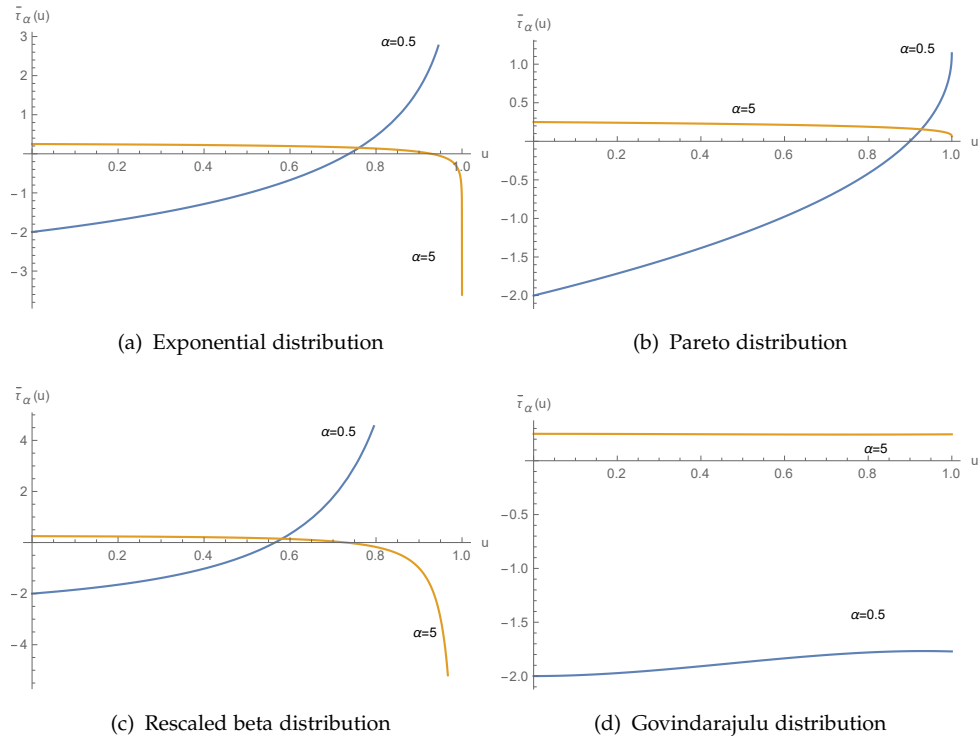 τ̄α(u)
3
2
1
-1
-2
-3
0.2 0.4 0.6 0.8 1.0 u
α=0.5
α=5
(a) Exponential distribution
τ̄α(u)
1.0
0.5
-0.5
-1.0
-1.5
-2.0
0.2 0.4 0.6 0.8 1.0 u
α=0.5
α=5
(b) Pareto distribution
τ̄α(u)
4
2
-2
-4
0.2 0.4 0.6 0.8 1.0 u
α=0.5
α=5
(c) Rescaled beta distribution
τ̄α(u)
-0.5
-1.0
-1.5
-2.0
0.2 0.4 0.6 0.8 1.0 u
α=5
α=0.5
(d) Govindarajulu distribution